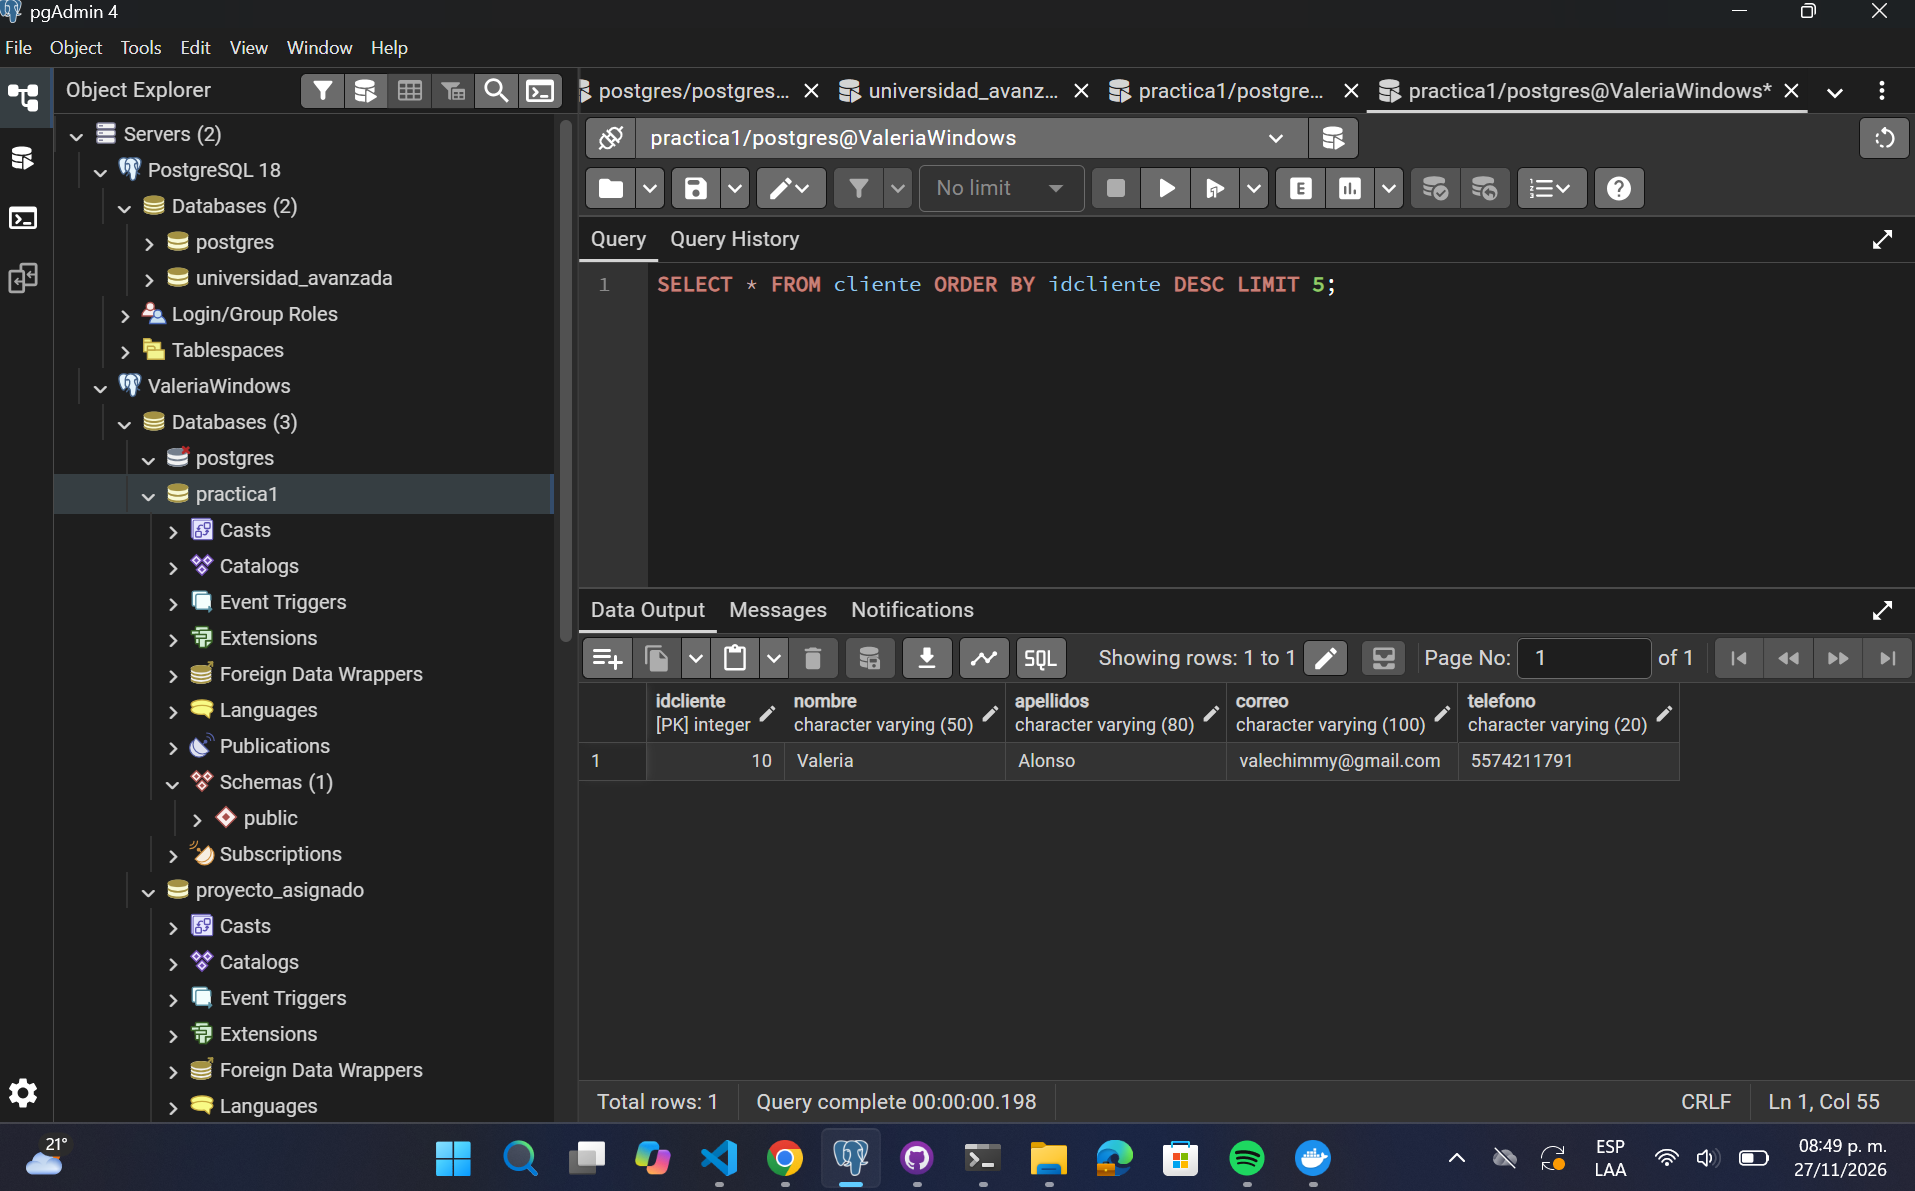 pgAdmin 4
File Object Tools Edit View Window Help
Object Explorer
Servers (2)
PostgreSQL 18
Databases (2)
postgres
universidad_avanzada
Login/Group Roles
Tablespaces
ValeriaWindows
Databases (3)
postgres
practica1
Casts
Catalogs
Event Triggers
Extensions
Foreign Data Wrappers
Languages
Publications
Schemas (1)
public
Subscriptions
proyecto_asignado
Casts
Catalogs
Event Triggers
Extensions
Foreign Data Wrappers
Languages
postgres/postgres... universidad_avanz... practica1/postgre... practica1/postgres@ValeriaWindows*
practica1/postgres@ValeriaWindows
No limit E
Query Query History
1 SELECT * FROM cliente ORDER BY idcliente DESC LIMIT 5;
Data Output Messages Notifications
SQL Showing rows: 1 to 1 Page No: 1 of 1
idcliente nombre apellidos correo telefono
[PK] integer character varying (50) character varying (80) character varying (100) character varying (20)
1 10 Valeria Alonso valechimmy@gmail.com 5574211791
Total rows: 1 Query complete 00:00:00.198 CRLF Ln 1, Col 55
21°
ESP
LAA
08:49 p. m.
27/11/2026